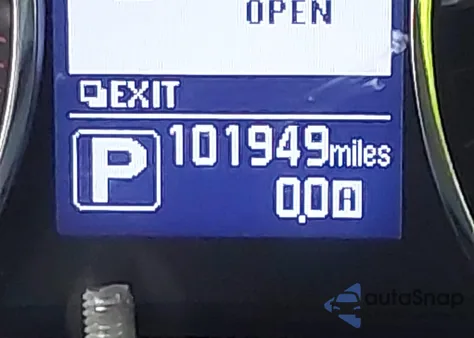 OPEN
EXIT
P
101949miles
0.0A
autoSnap